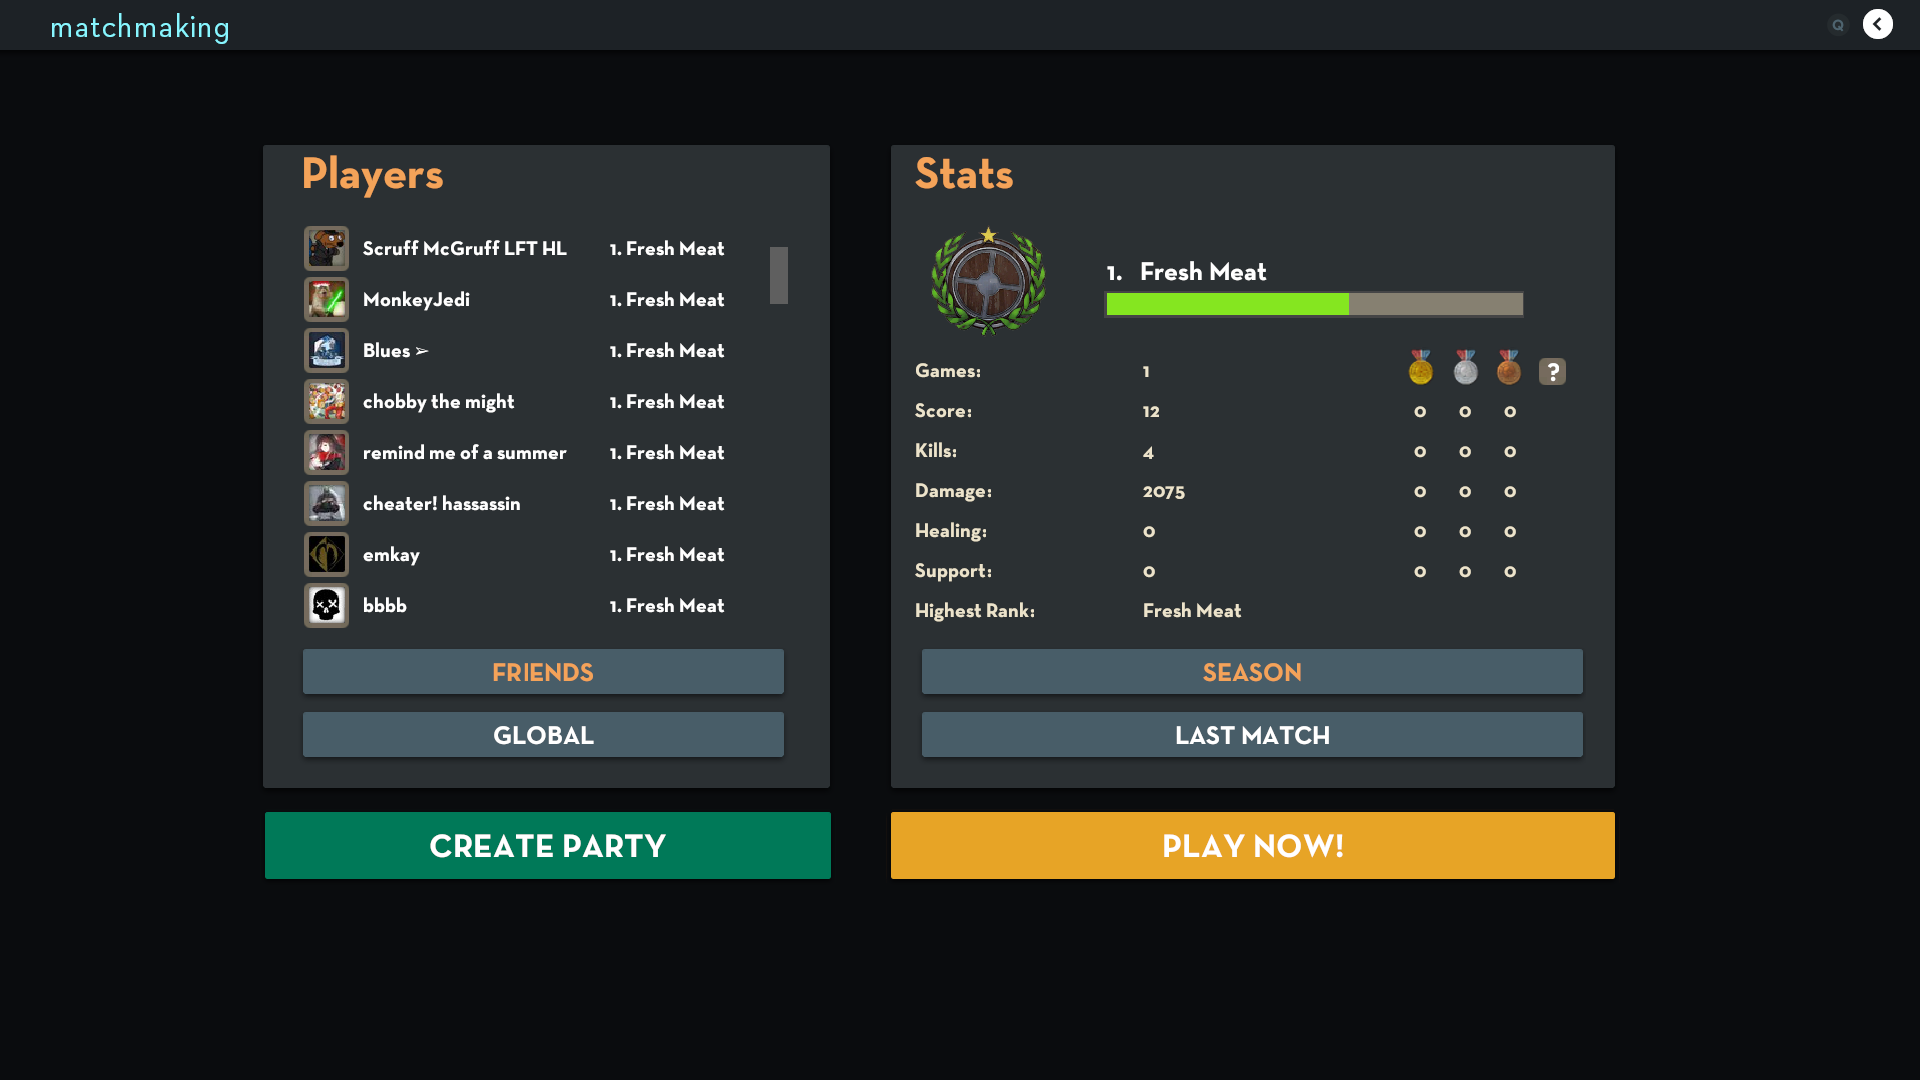 matchmaking
Q
Players
Scruff McGruff LFT HL 1. Fresh Meat
MonkeyJedi 1. Fresh Meat
Blues ➢ 1. Fresh Meat
chobby the might 1. Fresh Meat
remind me of a summer 1. Fresh Meat
cheater! hassassin 1. Fresh Meat
emkay 1. Fresh Meat
bbbb 1. Fresh Meat
FRIENDS
GLOBAL
CREATE PARTY
Stats
1. Fresh Meat
Games: 1 ?
Score: 12 0 0 0
Kills: 4 0 0 0
Damage: 2075 0 0 0
Healing: 0 0 0 0
Support: 0 0 0 0
Highest Rank: Fresh Meat
SEASON
LAST MATCH
PLAY NOW!